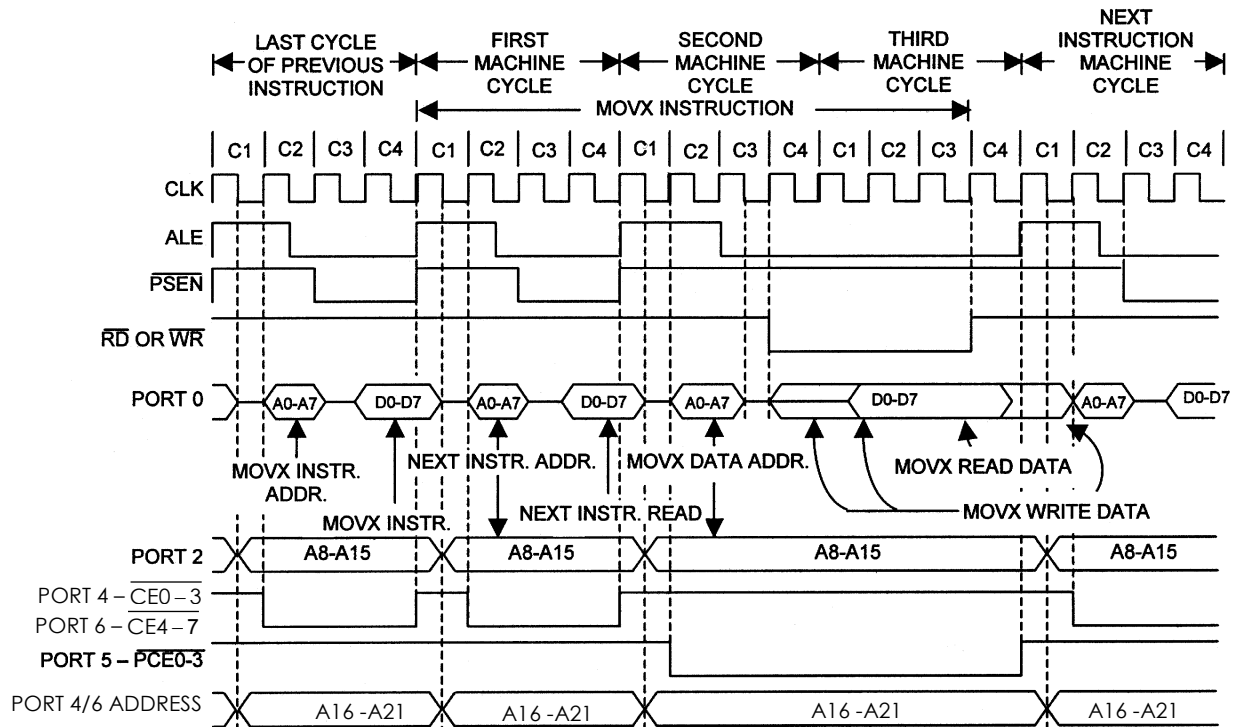 LAST CYCLE
OF PREVIOUS
INSTRUCTION
FIRST
MACHINE
CYCLE
SECOND
MACHINE
CYCLE
THIRD
MACHINE
CYCLE
NEXT
INSTRUCTION
MACHINE
CYCLE
MOVX INSTRUCTION
C1 C2 C3 C4 C1 C2 C3 C4 C1 C2 C3 C4 C1 C2 C3 C4 C1 C2 C3 C4
CLK
ALE
PSEN
RD OR WR
PORT 0
A0-A7 D0-D7 A0-A7 D0-D7 A0-A7 D0-D7 A0-A7 D0-D7
MOVX INSTR.
ADDR.
NEXT INSTR. ADDR.
MOVX DATA ADDR.
MOVX READ DATA
MOVX INSTR.
NEXT INSTR. READ
MOVX WRITE DATA
PORT 2
A8-A15 A8-A15 A8-A15 A8-A15
PORT 4 – CE0 – 3
PORT 6 – CE4 – 7
PORT 5 – PCE0-3
PORT 4/6 ADDRESS
A16 -A21 A16 -A21 A16 -A21 A16 -A21